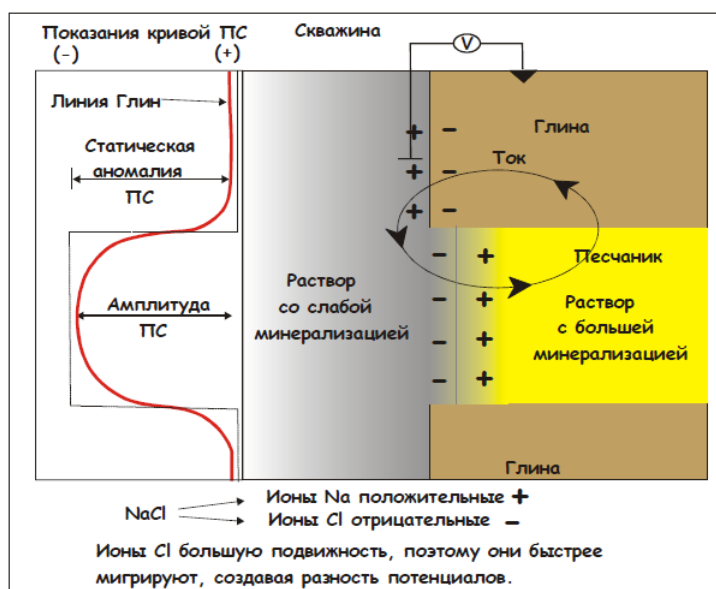 Показания кривой ПС
(-) (+)
Скважина
V
Линия Глин
Глина
Статическая
аномалия
ПС
Ток
+ -
+ -
+ -
Песчаник
- +
- +
- +
- +
Амплитуда
ПС
Раствор
со слабой
минерализацией
Раствор
с большей
минерализацией
Глина
NaCl
Ионы Na положительные +
Ионы Cl отрицательные -
Ионы Cl большую подвижность, поэтому они быстрее
мигрируют, создавая разность потенциалов.